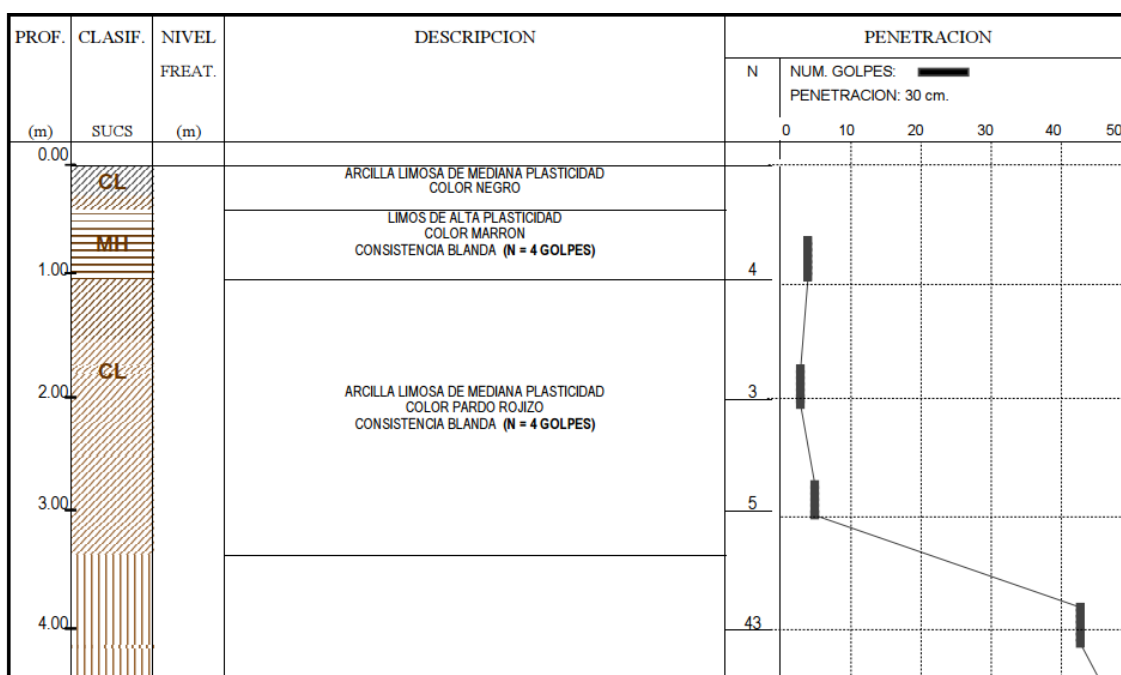 PROF. CLASIF. NIVEL DESCRIPCION PENETRACION
FREAT. N NUM. GOLPES:
PENETRACION: 30 cm.
(m) SUCS (m) 0 10 20 30 40 50
0.00
CL
ARCILLA LIMOSA DE MEDIANA PLASTICIDAD
COLOR NEGRO
LIMOS DE ALTA PLASTICIDAD
COLOR MARRON
MH
CONSISTENCIA BLANDA (N = 4 GOLPES)
1.00 4
CL
ARCILLA LIMOSA DE MEDIANA PLASTICIDAD
2.00 3
COLOR PARDO ROJIZO
CONSISTENCIA BLANDA (N = 4 GOLPES)
3.00 5
4.00 43